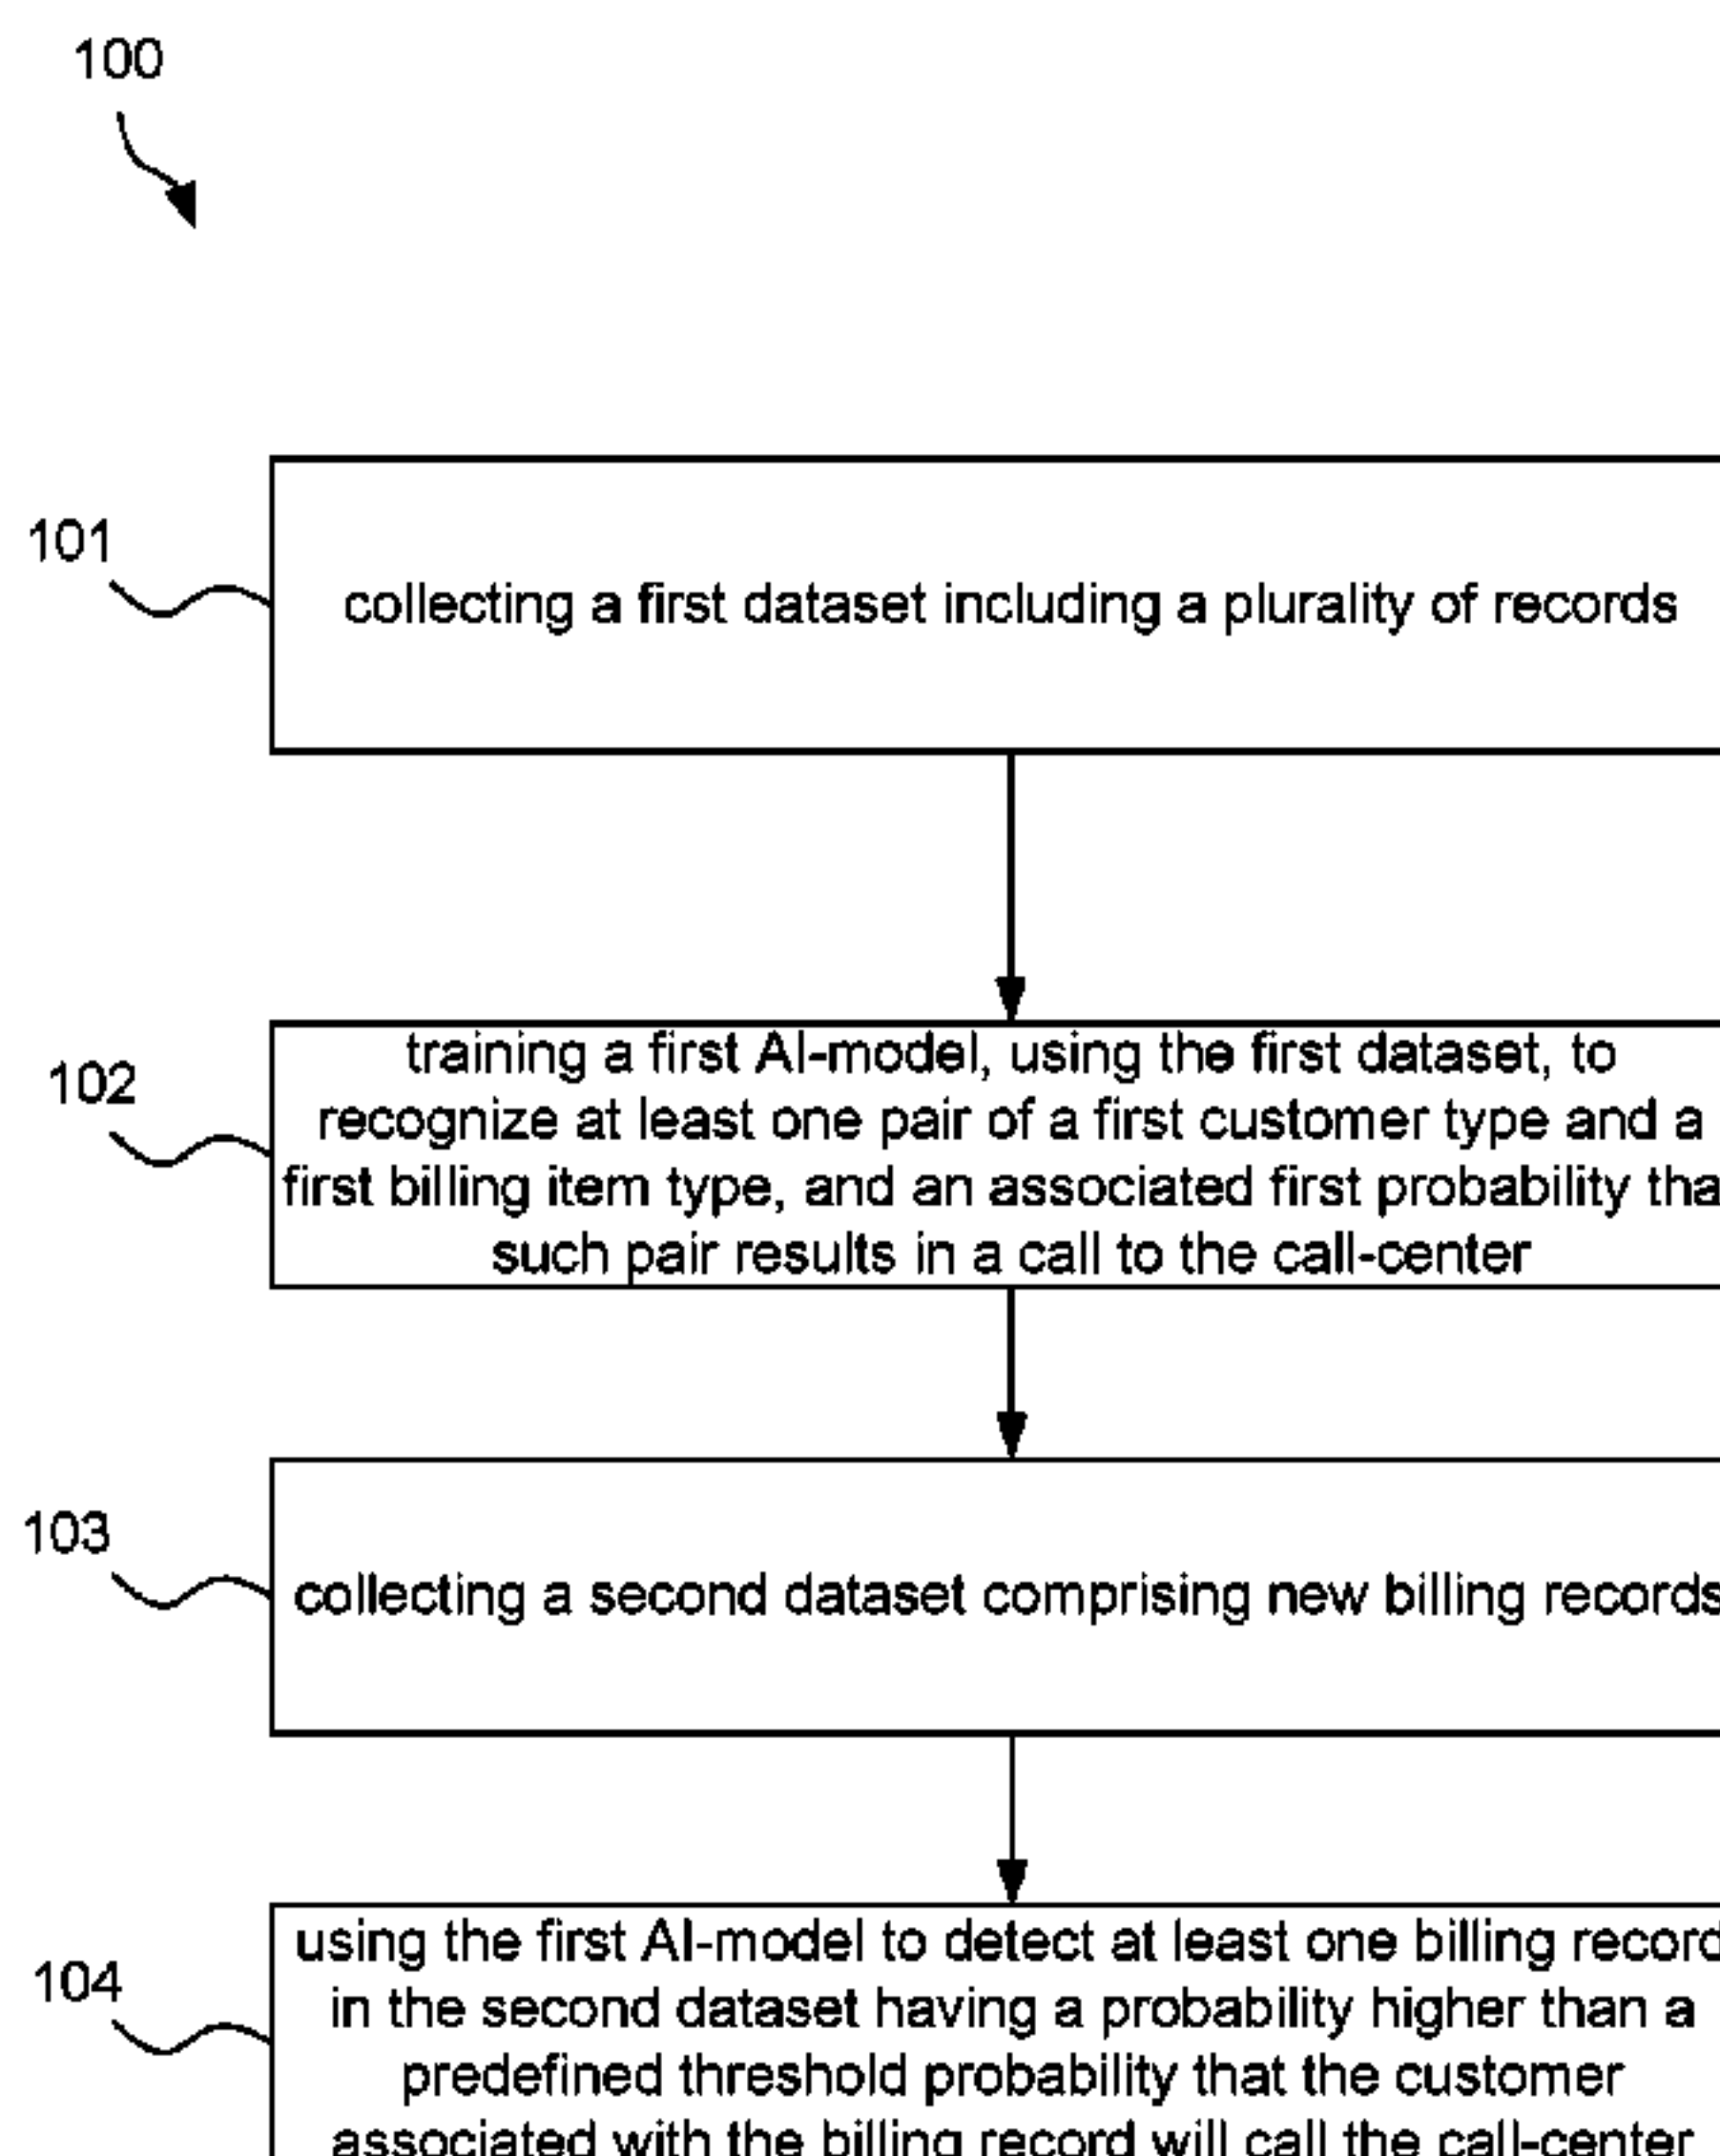 100
101
collecting a first dataset including a plurality of records
102
training a first AI-model, using the first dataset, to
recognize at least one pair of a first customer type and a
first billing item type, and an associated first probability tha
such pair results in a call to the call-center
103
collecting a second dataset comprising new billing records
104
using the first AI-model to detect at least one billing record
in the second dataset having a probability higher than a
predefined threshold probability that the customer
associated with the billing record will call the call-center